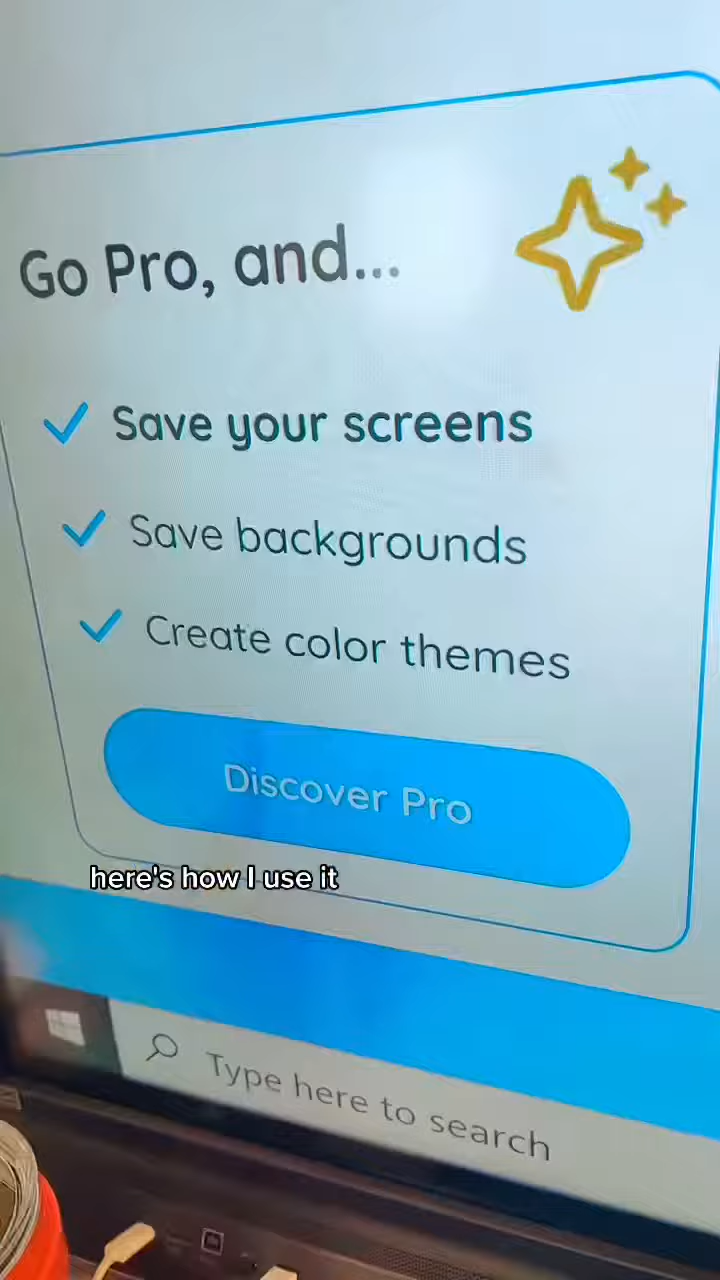 Go Pro, and...
Save your screens
Save backgrounds
Create color themes
Discover Pro
here's how I use it
Type here to search